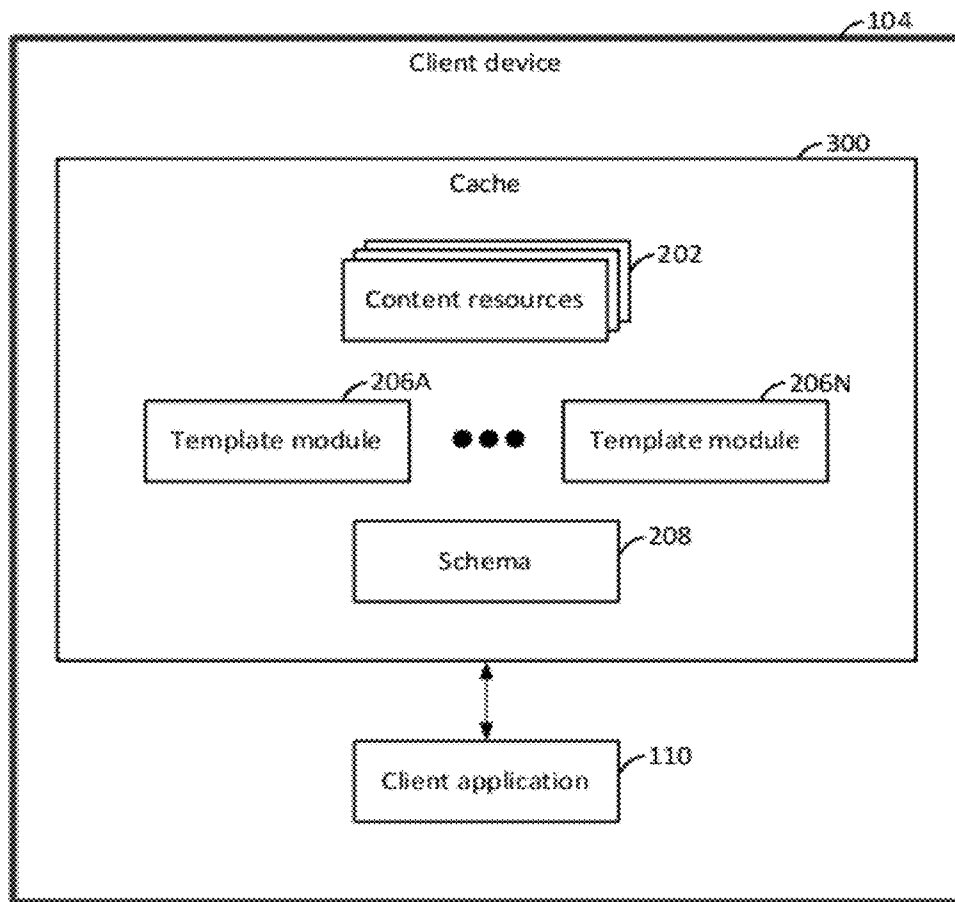 104
Client device
300
Cache
202
Content resources
206A
206N
Template module
Template module
208
Schema
110
Client application